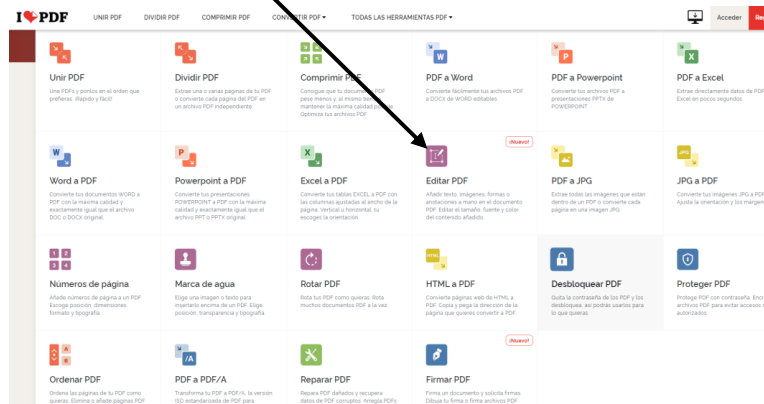 I PDF UNIR PDF DIVIDIR PDF COMPRIMIR PDF CONVERTIR PDF TODAS LAS HERRAMIENTAS PDF Acceder Re
Unir PDF
Une PDFs y ponlos en el orden que
prefieras. ¡Rápido y fácil!
Dividir PDF
Extrae una o varias páginas de tu PDF
o convierte cada página del PDF en
un archivo PDF independiente.
Comprimir PDF
Consigue que tu documento PDF
pese menos y, al mismo tiempo,
mantener la máxima calidad posible.
Optimiza tus archivos PDF.
PDF a Word
Convierte fácilmente tus archivos PDF
a DOCX de WORD editables.
PDF a Powerpoint
Convierte tus archivos PDF a
presentaciones PPTX de
POWERPOINT
PDF a Excel
Extrae directamente datos de PDF
Excel en pocos segundos.
Word a PDF
Convierte tus documentos WORD a
PDF con la máxima calidad y
exactamente igual que el archivo
DOC o DOCX original.
Powerpoint a PDF
Convierte tus presentaciones
POWERPOINT a PDF con la máxima
calidad y exactamente igual que el
archivo PPT o PPTX original.
Excel a PDF
Convierte tus tablas EXCEL a PDF con
las columnas ajustadas al ancho de la
página. Vertical u horizontal, tu
escoges la orientación
¡Nuevo!
Editar PDF
Añadir texto, imágenes, formas o
anotaciones a mano en el documento
PDF. Editar el tamaño, fuente y color
del contenido añadido.
PDF a JPG
Extrae todas las imágenes que están
dentro de un PDF o convierte cada
página en una imagen JPG.
JPG a PDF
Convierte tus imágenes JPG a PDF
Ajusta la orientación y los márgen
Números de página
Añade números de página a un PDF.
Escoge posición, dimensiones,
formato y tipografía.
Marca de agua
Elige una imagen o texto para
insertarlo encima de un PDF. Elige
posición, transparencia y tipografía.
Rotar PDF
Rota tus PDF como quieras. Rota
muchos documentos PDF a la vez.
HTML a PDF
Convierte páginas web de HTML a
PDF. Copia y pega la dirección de la
página que quieres convertir a PDF
Desbloquear PDF
Quita la contraseña de los PDF y los
desbloquea, así podrás usarlos para
lo que quieras.
Proteger PDF
Protege PDF con contraseña. Encr
archivos PDF para evitar accesos n
autorizados.
Ordenar PDF
Ordena las páginas de tu PDF como
quieras. Elimina o añade páginas PDF
PDF a PDF/A
Transforma tu PDF a PDF/A, la versión
ISO estandarizada de PDF para
Reparar PDF
Repara PDF dañados y recupera
datos de PDF corruptos. Arregla PDFs
¡Nuevo!
Firmar PDF
Firma un documento y solicita firmas.
Dibuja tu firma o firma archivos PDF